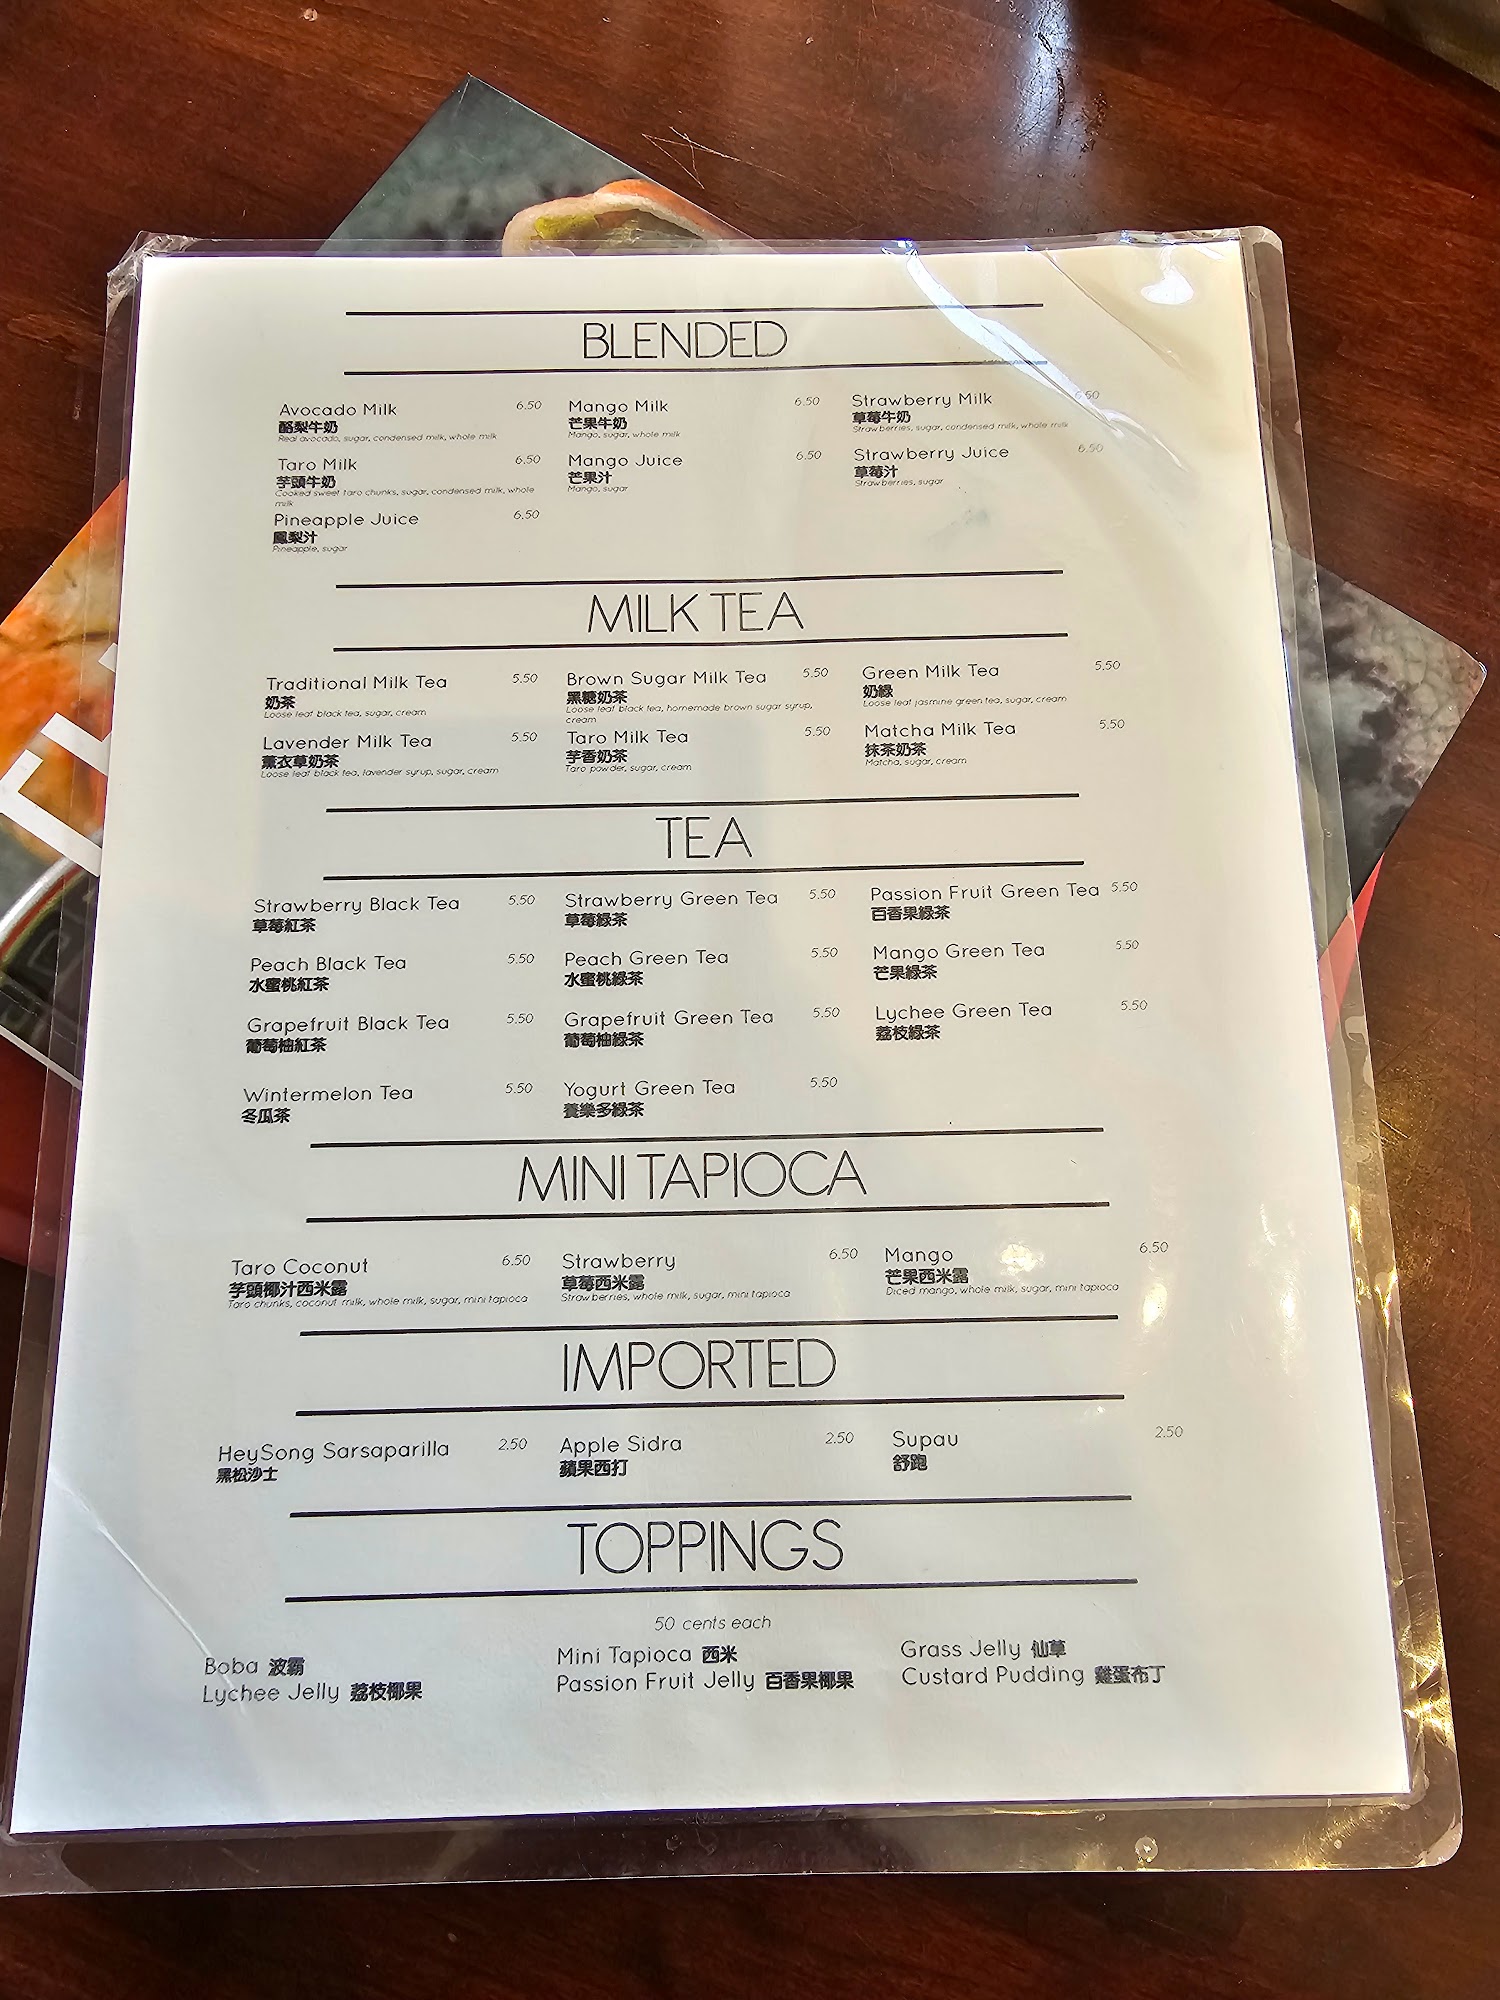 BLENDED
Avocado Milk 6.50
酪梨牛奶
Real avocado, sugar, condensed milk, whole milk
Mango Milk 6.50
芒果牛奶
Mango, sugar, whole milk
Strawberry Milk 6.50
草莓牛奶
Strawberries, sugar, condensed milk, whole milk
Taro Milk 6.50
芋頭牛奶
Cooked sweet taro chunks, sugar, condensed milk, whole
milk
Mango Juice 6.50
芒果汁
Mango, sugar
Strawberry Juice 6.50
草莓汁
Strawberries, sugar
Pineapple Juice 6.50
鳳梨汁
Pineapple, sugar
MILK TEA
Traditional Milk Tea 5.50
奶茶
Loose leaf black tea, sugar, cream
Brown Sugar Milk Tea 5.50
黑糖奶茶
Loose leaf black tea, homemade brown sugar syrup,
cream
Green Milk Tea 5.50
奶綠
Loose leaf jasmine green tea, sugar, cream
Lavender Milk Tea 5.50
薰衣草奶茶
Loose leaf black tea, lavender syrup, sugar, cream
Taro Milk Tea 5.50
芋香奶茶
Taro powder, sugar, cream
Matcha Milk Tea 5.50
抹茶奶茶
Matcha, sugar, cream
TEA
Strawberry Black Tea 5.50
草莓紅茶
Strawberry Green Tea 5.50
草莓綠茶
Passion Fruit Green Tea 5.50
百香果綠茶
Peach Black Tea 5.50
水蜜桃紅茶
Peach Green Tea 5.50
水蜜桃綠茶
Mango Green Tea 5.50
芒果綠茶
Grapefruit Black Tea 5.50
葡萄柚紅茶
Grapefruit Green Tea 5.50
葡萄柚綠茶
Lychee Green Tea 5.50
荔枝綠茶
Wintermelon Tea 5.50
冬瓜茶
Yogurt Green Tea 5.50
養樂多綠茶
MINI TAPIOCA
Taro Coconut 6.50
芋頭椰汁西米露
Taro chunks, coconut milk, whole milk, sugar, mini tapioca
Strawberry 6.50
草莓西米露
Strawberries, whole milk, sugar, mini tapioca
Mango 6.50
芒果西米露
Diced mango, whole milk, sugar, mini tapioca
IMPORTED
HeySong Sarsaparilla 2.50
黑松沙士
Apple Sidra 2.50
蘋果西打
Supau 2.50
舒跑
TOPPINGS
50 cents each
Boba 波霸
Mini Tapioca 西米
Grass Jelly 仙草
Lychee Jelly 荔枝椰果
Passion Fruit Jelly 百香果椰果
Custard Pudding 雞蛋布丁